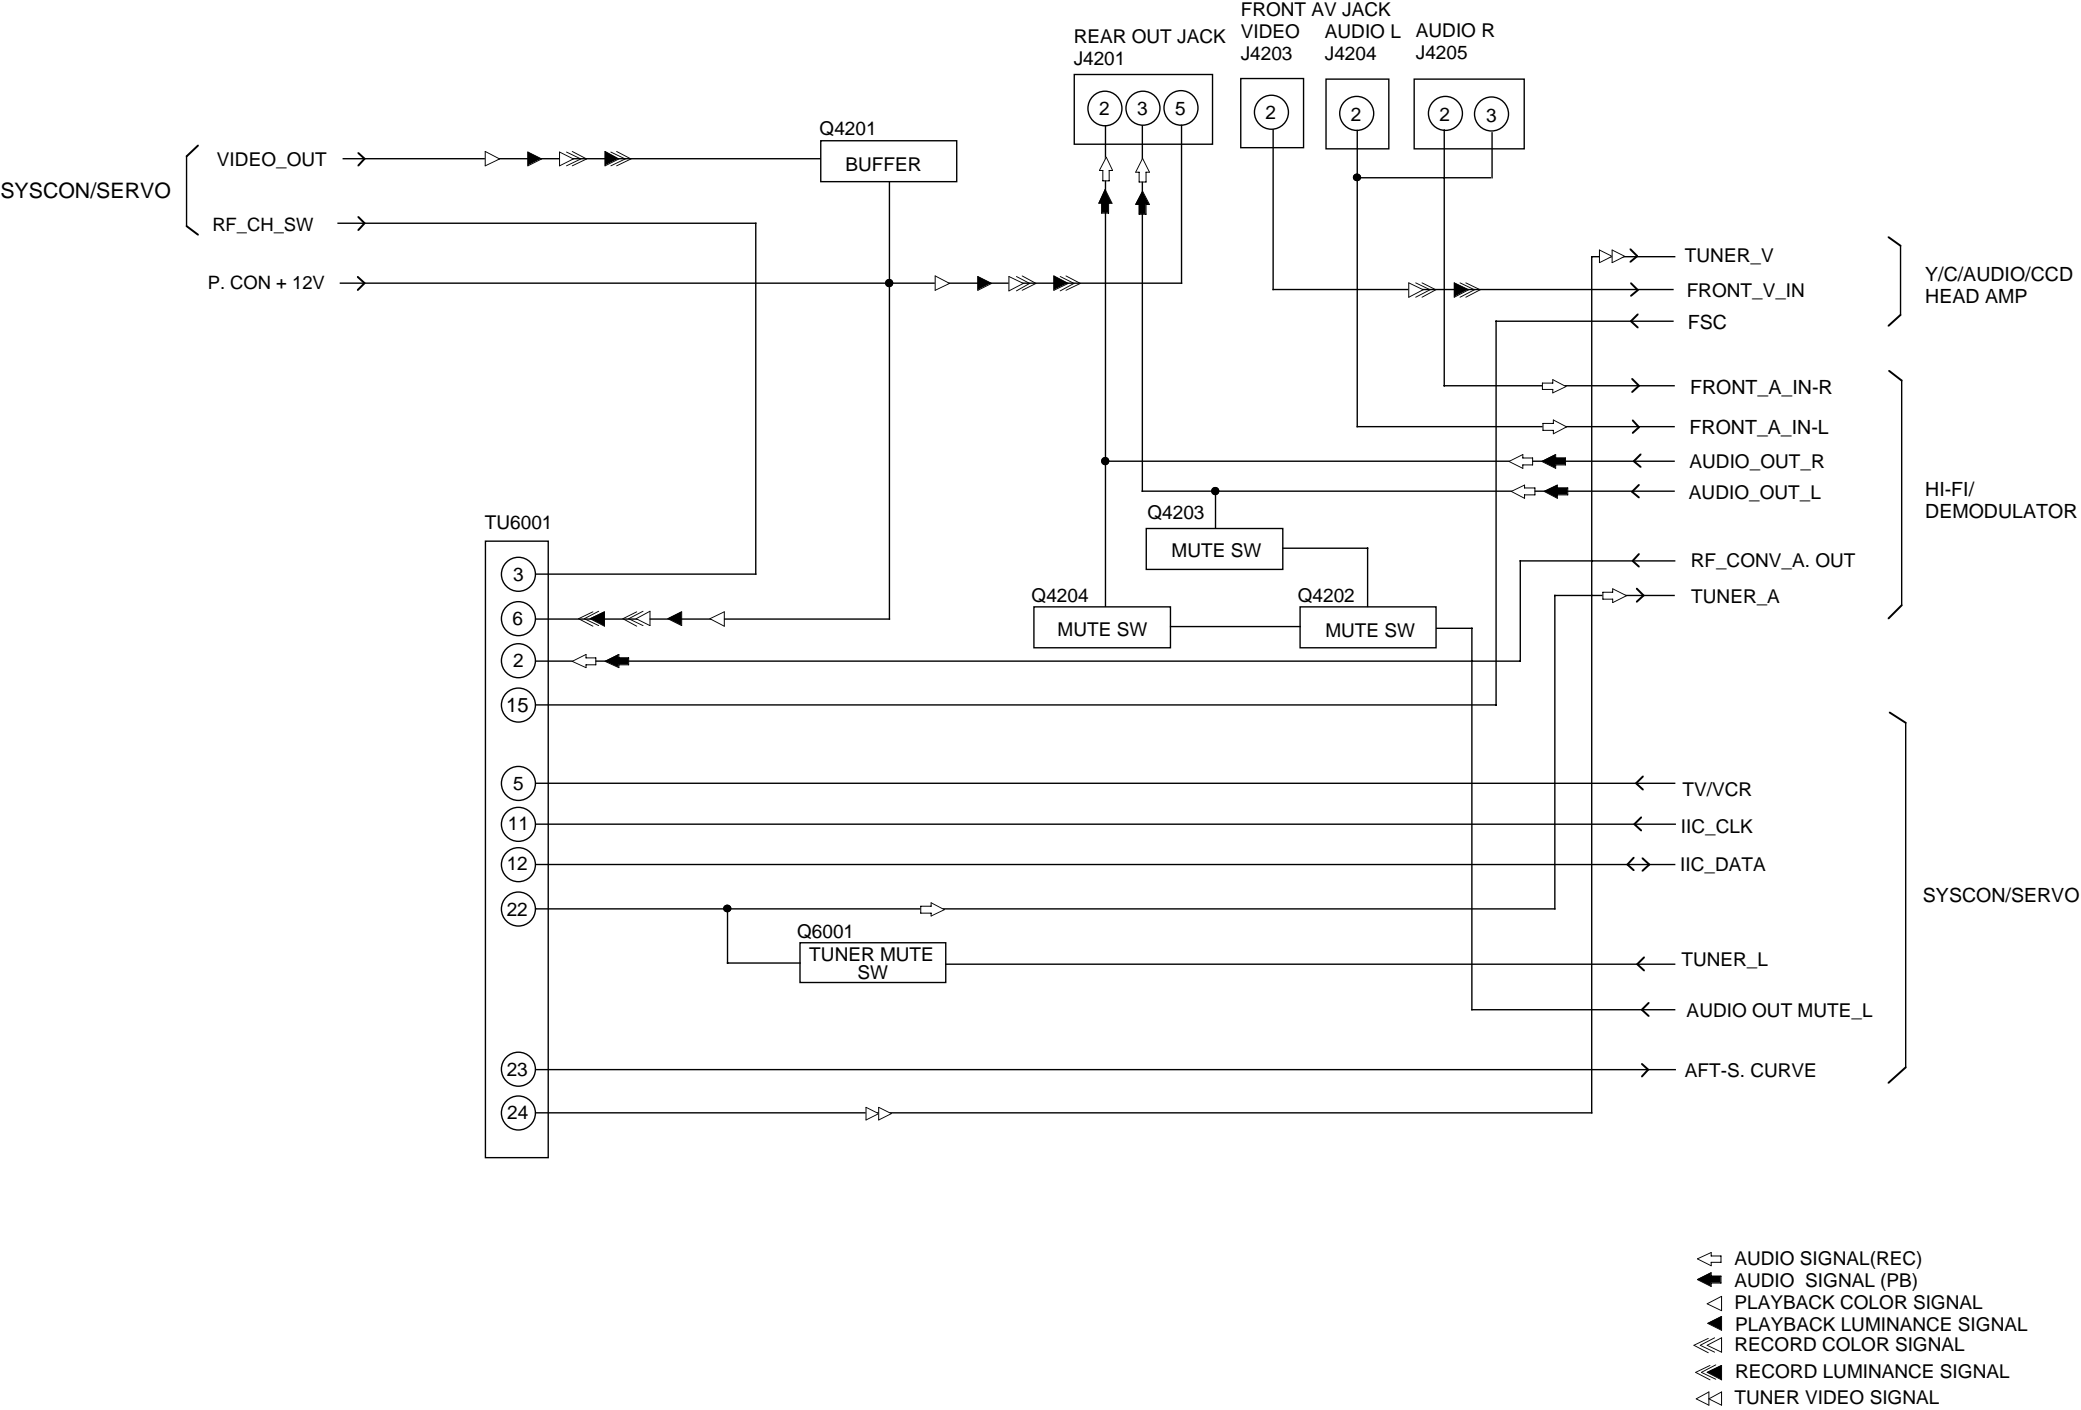 FRONT AV JACK
REAR OUT JACK
J4201
VIDEO
J4203
AUDIO L
J4204
AUDIO R
J4205
2
3
5
2
2
2
3
SYSCON/SERVO
VIDEO_OUT
RF_CH_SW
P. CON + 12V
Q4201
BUFFER
TUNER_V
FRONT_V_IN
FSC
Y/C/AUDIO/CCD
HEAD AMP
FRONT_A_IN-R
FRONT_A_IN-L
AUDIO_OUT_R
AUDIO_OUT_L
RF_CONV_A. OUT
TUNER_A
HI-FI/
DEMODULATOR
Q4203
MUTE SW
Q4204
MUTE SW
Q4202
MUTE SW
TU6001
3
6
2
15
5
11
12
22
23
24
Q6001
TUNER MUTE
SW
TV/VCR
IIC_CLK
IIC_DATA
TUNER_L
AUDIO OUT MUTE_L
AFT-S. CURVE
SYSCON/SERVO
AUDIO SIGNAL(REC)
AUDIO SIGNAL (PB)
PLAYBACK COLOR SIGNAL
PLAYBACK LUMINANCE SIGNAL
RECORD COLOR SIGNAL
RECORD LUMINANCE SIGNAL
TUNER VIDEO SIGNAL